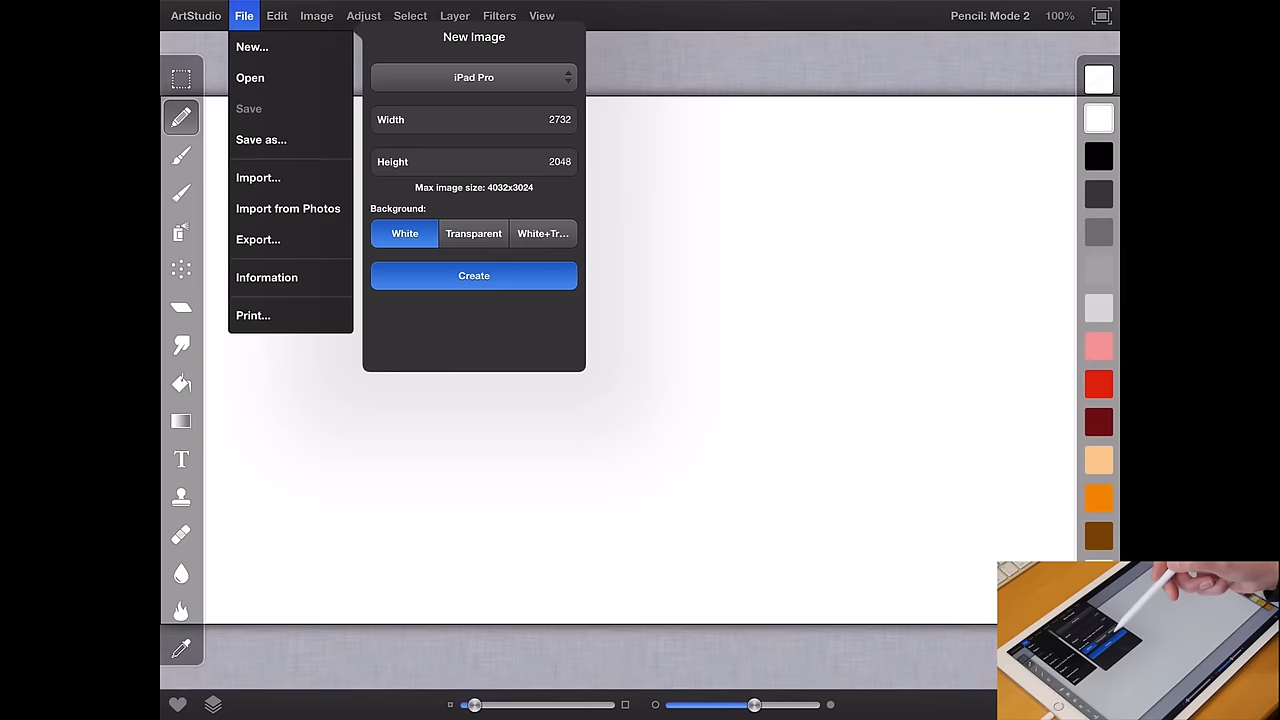 ArtStudio File Edit Image Adjust Select Layer Filters View Pencil: Mode 2 100%
New...
Open
Save
Save as...
Import...
Import from Photos
Export...
Information
Print...
New Image
iPad Pro
Width 2732
Height 2048
Max image size: 4032x3024
Background:
White Transparent White+Tr...
Create
T